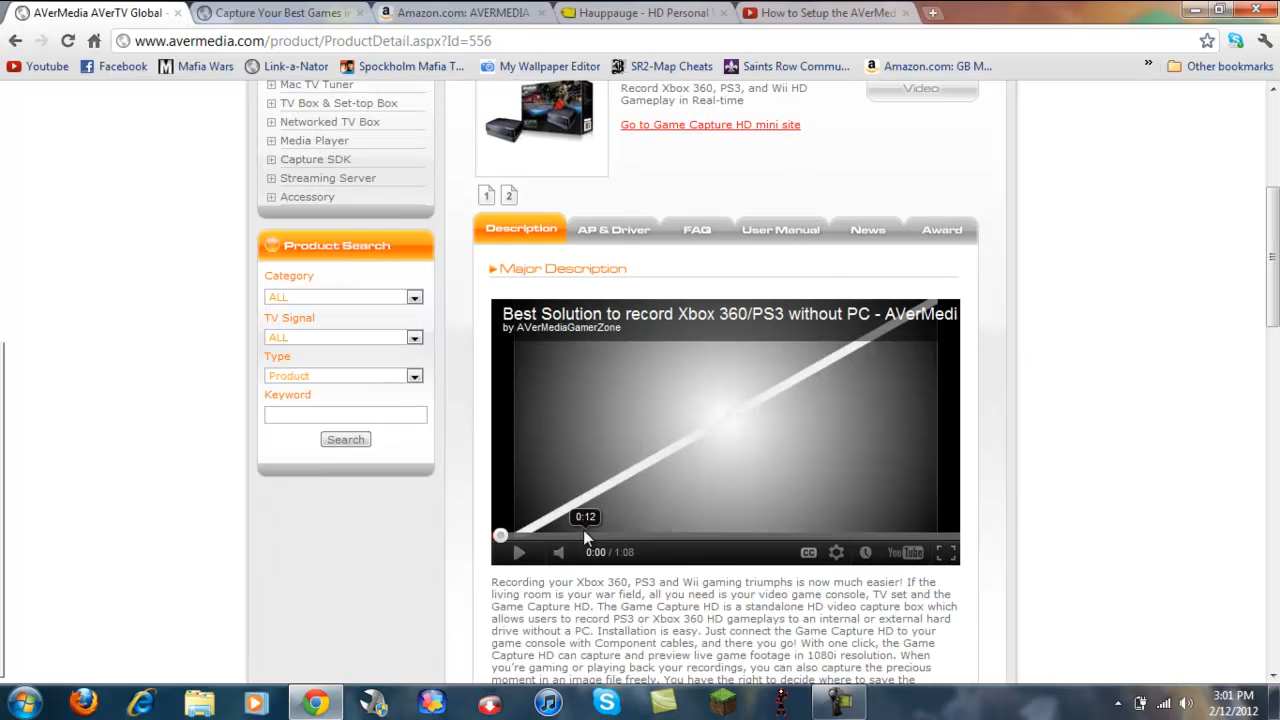 AVerMedia AVerTV Global -
Capture Your Best Games in
Amazon.com: AVERMEDIA
Hauppauge - HD Personal V
How to Setup the AVerMed
www.avermedia.com/product/ProductDetail.aspx?Id=556
Youtube
Facebook
Mafia Wars
Link-a-Nator
Spockholm Mafia T...
My Wallpaper Editor
SR2-Map Cheats
Saints Row Commu...
Amazon.com: GB M...
Other bookmarks
Mac TV Tuner
TV Box & Set-top Box
Networked TV Box
Media Player
Capture SDK
Streaming Server
Accessory
Record Xbox 360, PS3, and Wii HD
Gameplay in Real-time
Go to Game Capture HD mini site
Video
1 2
Product Search
Category
ALL
TV Signal
ALL
Type
Product
Keyword
Search
Description
AP & Driver
FAQ
User Manual
News
Award
Major Description
Best Solution to record Xbox 360/PS3 without PC - AVerMedi
by AVerMediaGamerZone
0:12
0:00 / 1:08
CC
YouTube
Recording your Xbox 360, PS3 and Wii gaming triumphs is now much easier! If the
living room is your war field, all you need is your video game console, TV set and the
Game Capture HD. The Game Capture HD is a standalone HD video capture box which
allows users to record PS3 or Xbox 360 HD gameplays to an internal or external hard
drive without a PC. Installation is easy. Just connect the Game Capture HD to your
game console with Component cables, and there you go! With one click, the Game
Capture HD can capture and preview live game footage in 1080i resolution. When
you're gaming or playing back your recordings, you can also capture the precious
moment in an image file freely. You have the right to decide where to save the
3:01 PM
2/12/2012